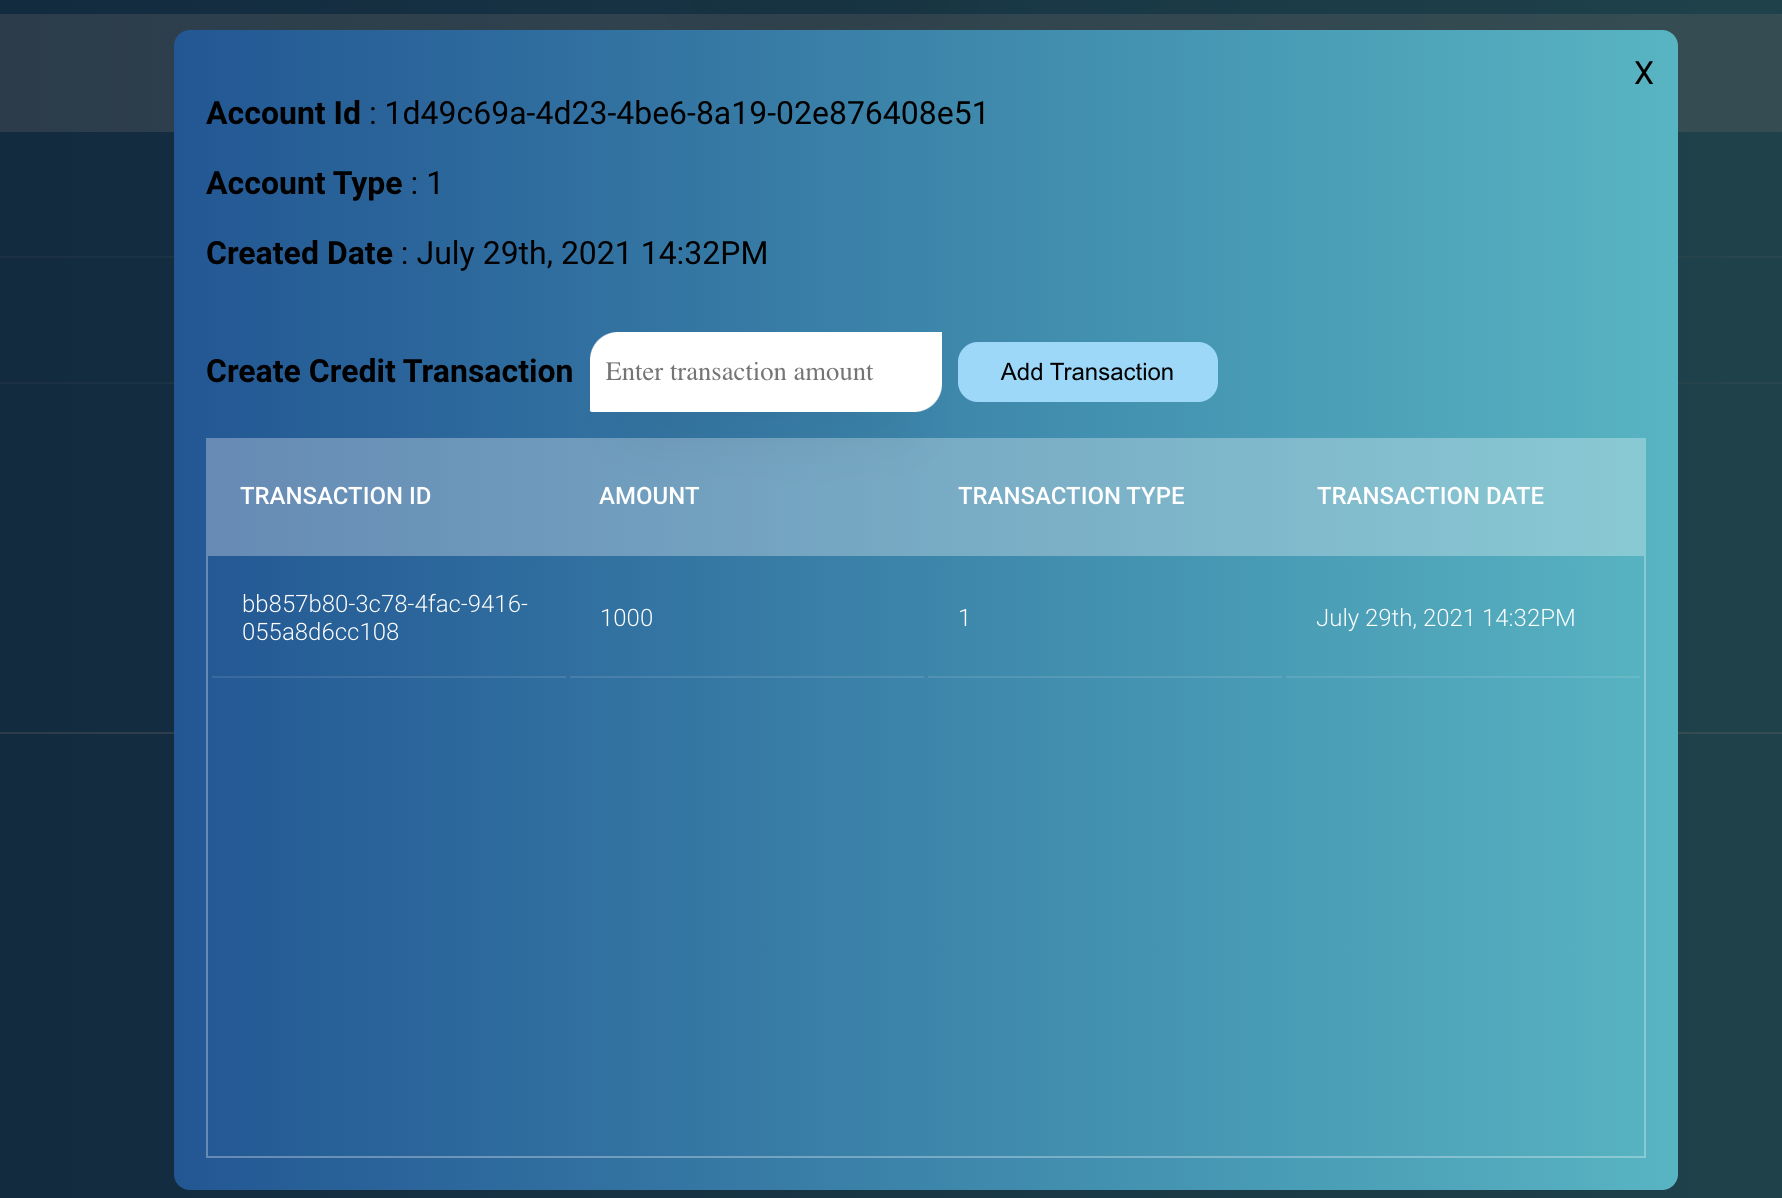 X
Account Id : 1d49c69a-4d23-4be6-8a19-02e876408e51
Account Type : 1
Created Date : July 29th, 2021 14:32PM
Create Credit Transaction Enter transaction amount Add Transaction
TRANSACTION ID AMOUNT TRANSACTION TYPE TRANSACTION DATE
bb857b80-3c78-4fac-9416-
055a8d6cc108 1000 1 July 29th, 2021 14:32PM